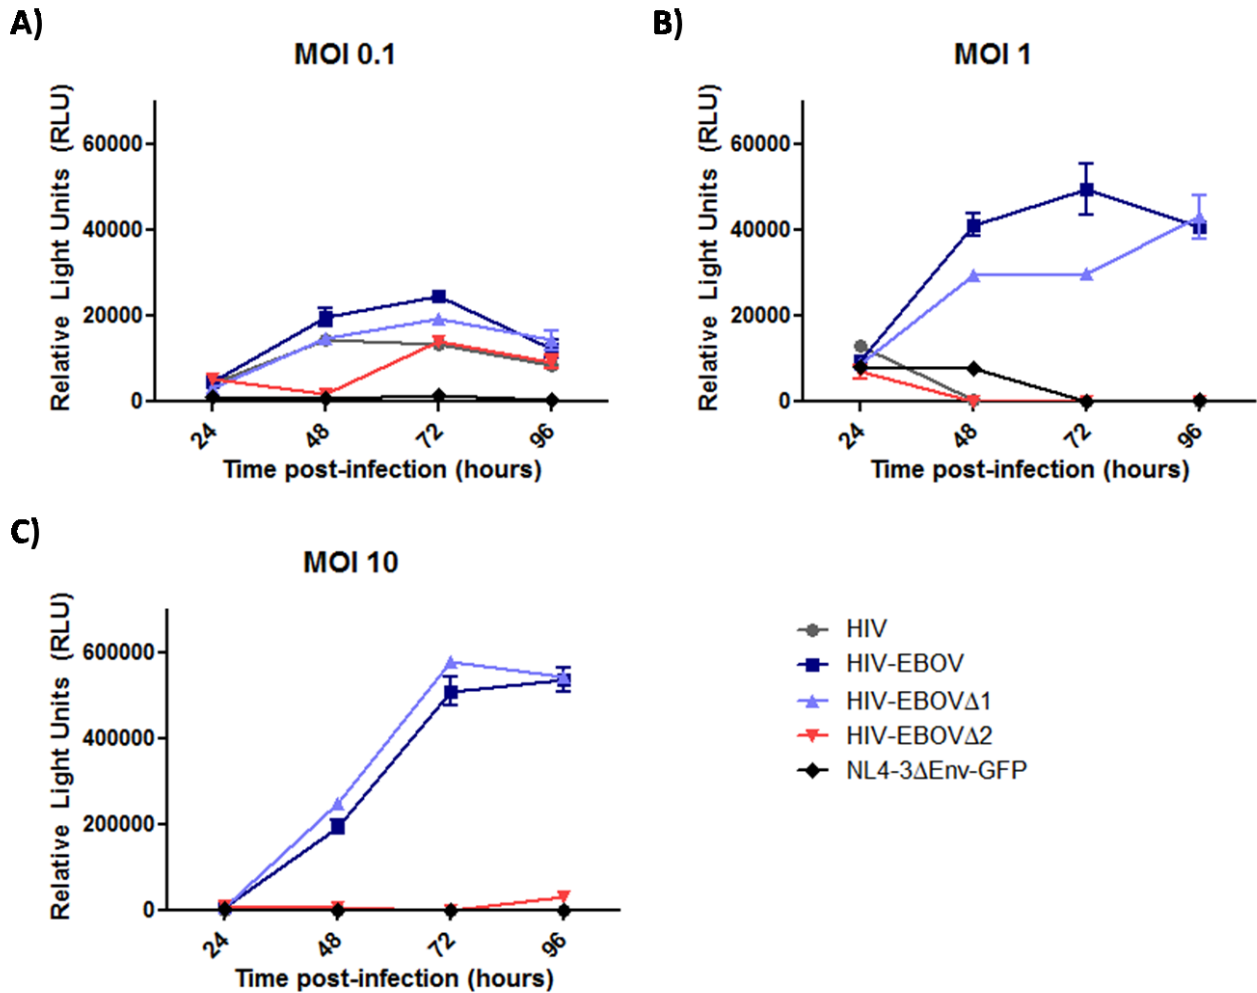 A)
MOI 0.1
Relative Light Units (RLU)
60000
40000
20000
0
24
48
72
96
Time post-infection (hours)
B)
MOI 1
Relative Light Units (RLU)
60000
40000
20000
0
24
48
72
96
Time post-infection (hours)
C)
MOI 10
Relative Light Units (RLU)
600000
400000
200000
0
24
48
72
96
Time post-infection (hours)
HIV
HIV-EBOV
HIV-EBOVΔ1
HIV-EBOVΔ2
NL4-3ΔEnv-GFP